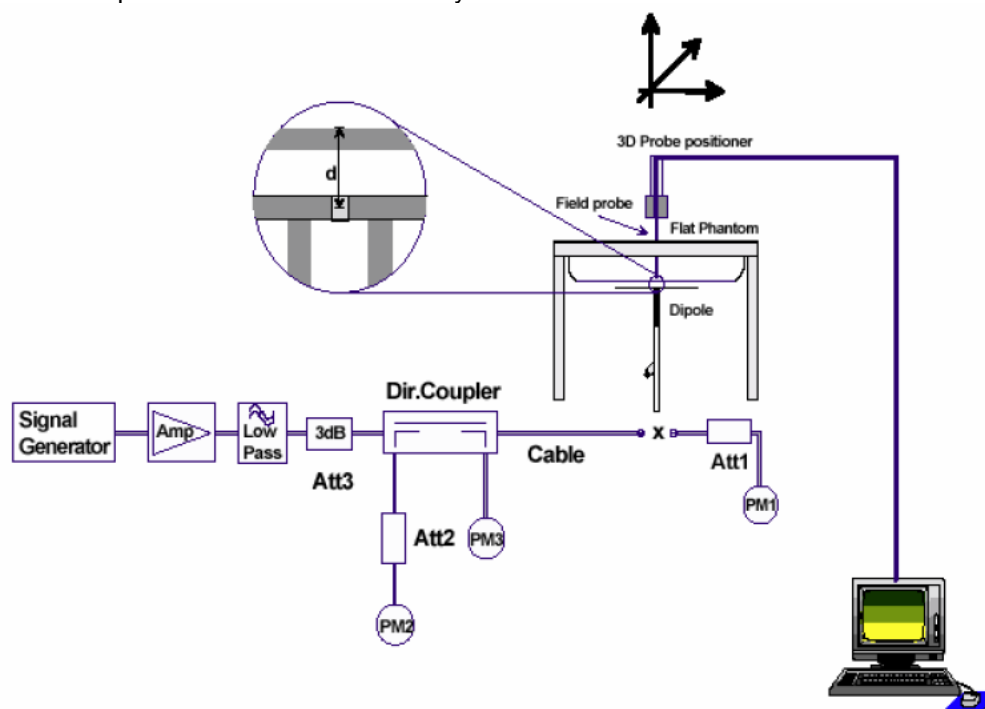 3D Probe positioner
d
Field probe
Flat Phantom
Dipole
Dir.Coupler
Signal
Generator
Amp
Low
Pass
3dB
Att3
Cable
x
Att1
PM1
Att2
PM3
PM2